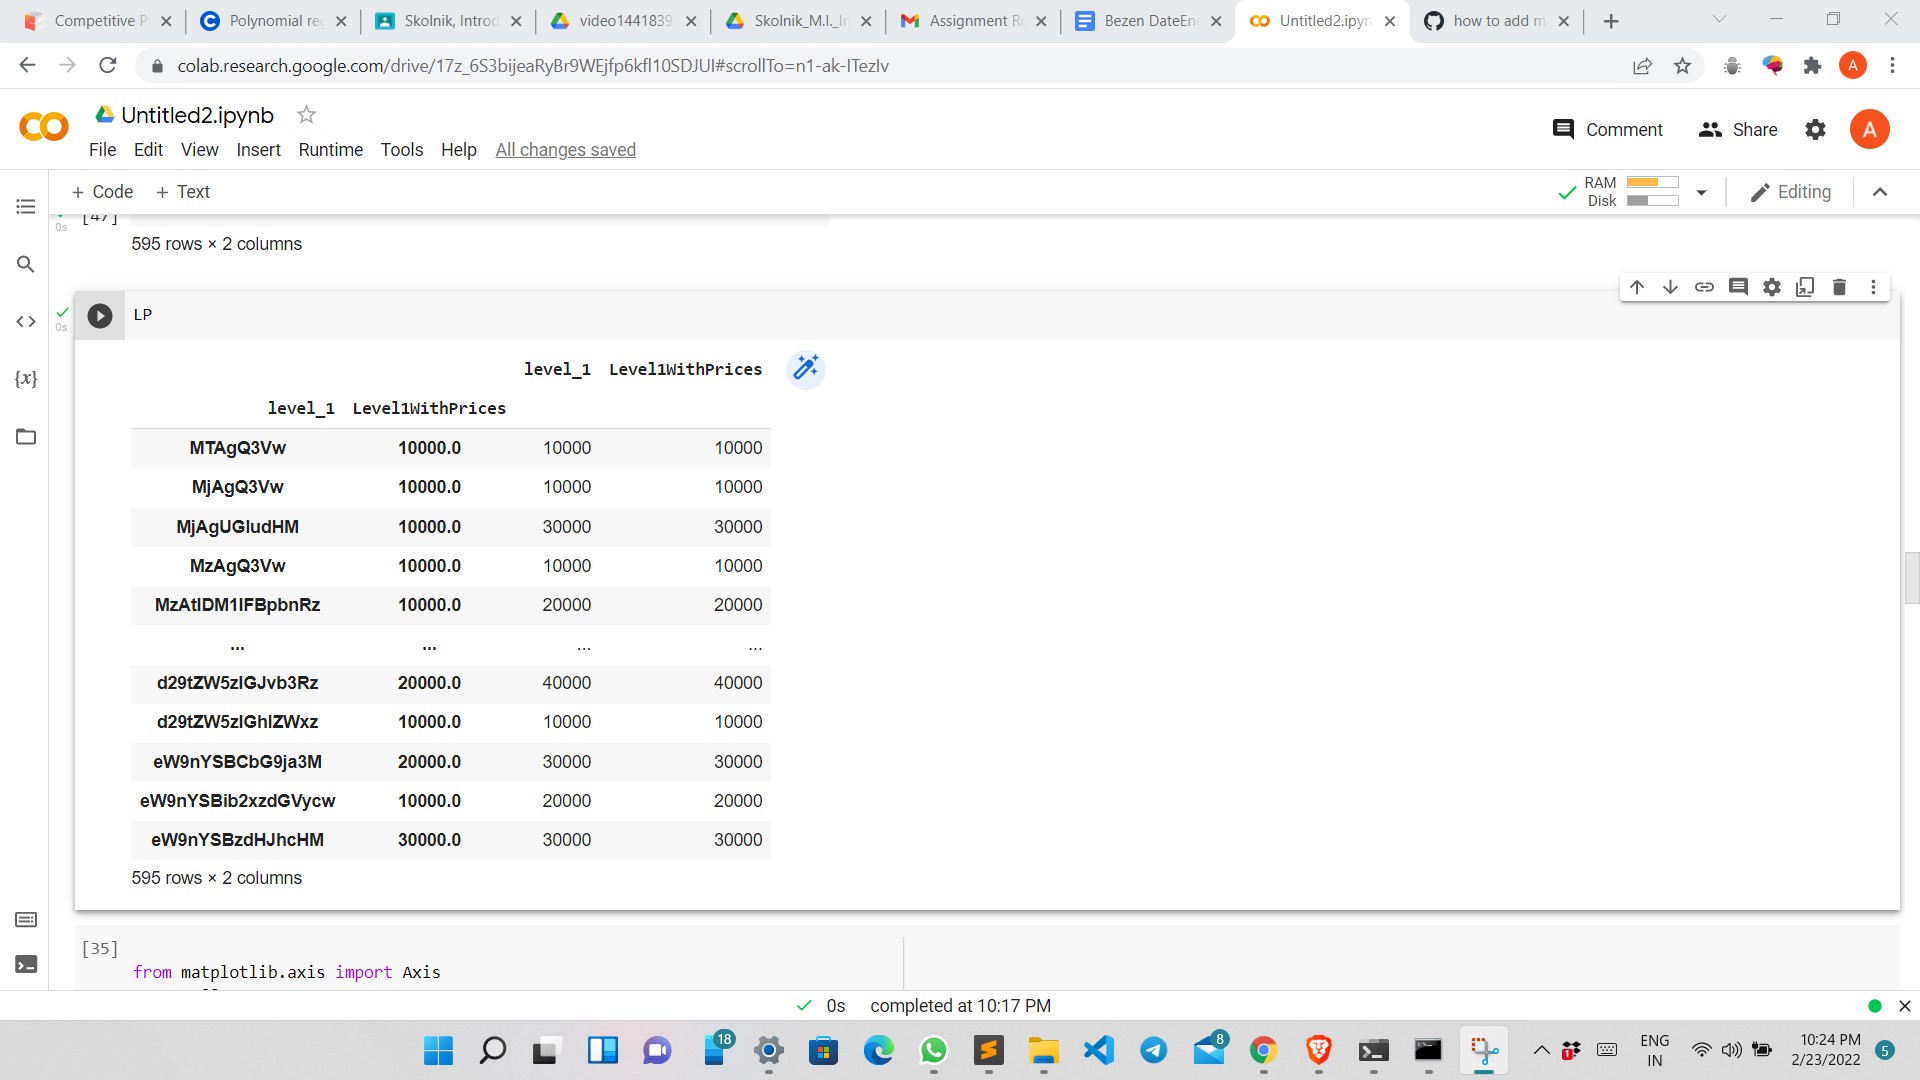 Competitive P
Polynomial reg
Skolnik, Introd
video1441839
Skolnik_M.I._In
Assignment Ro
Bezen DateEn
Untitled2.ipyn
how to add m
colab.research.google.com/drive/17z_6S3bijeaRyBr9WEjfp6kfl10SDJUI#scrollTo=n1-ak-lTezlv
A
Untitled2.ipynb
Comment Share A
File Edit View Insert Runtime Tools Help All changes saved
+ Code + Text
RAM
Disk
Editing
[47]
0s
595 rows × 2 columns
0s
LP
level_1 Level1WithPrices
level_1 Level1WithPrices
MTAgQ3Vw 10000.0 10000 10000
MjAgQ3Vw 10000.0 10000 10000
MjAgUGludHM 10000.0 30000 30000
MzAgQ3Vw 10000.0 10000 10000
MzAtIDM1IFBpbnRz 10000.0 20000 20000
... ... ... ...
d29tZW5zIGJvb3Rz 20000.0 40000 40000
d29tZW5zIGhlZWxz 10000.0 10000 10000
eW9nYSBCbG9ja3M 20000.0 30000 30000
eW9nYSBib2xzdGVycw 10000.0 20000 20000
eW9nYSBzdHJhcHM 30000.0 30000 30000
595 rows × 2 columns
{x}
[35]
from matplotlib.axis import Axis
0s completed at 10:17 PM
18
8
1
ENG
IN
10:24 PM
2/23/2022
5